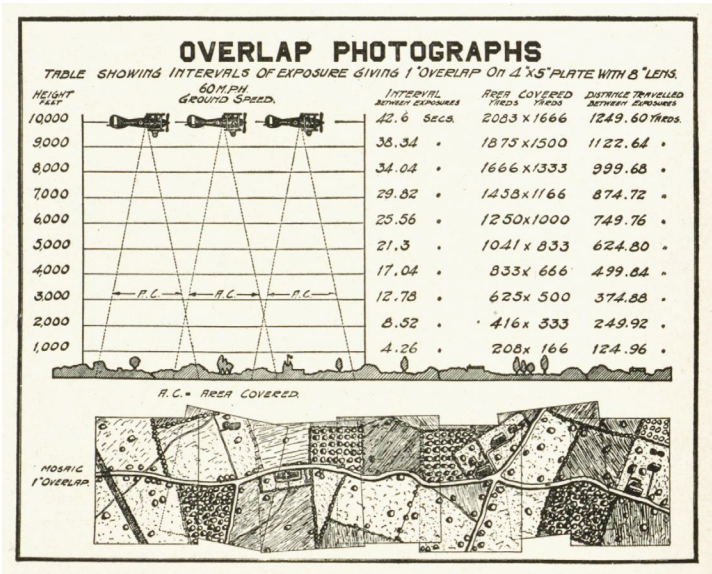 OVERLAP PHOTOGRAPHS
TABLE SHOWING INTERVALS OF EXPOSURE GIVING 1" OVERLAP ON 4"X5" PLATE WITH 8" LENS.
HEIGHT FEET 60 M.P.H. GROUND SPEED. INTERVAL BETWEEN EXPOSURES AREA COVERED YARDS YARDS DISTANCE TRAVELLED BETWEEN EXPOSURES
10,000 42.6 SECS. 2083 x 1666 1249.60 YARDS.
9,000 38.34 " 1875 x 1500 1122.64 "
8,000 34.04 " 1666 x 1333 999.68 "
7,000 29.82 " 1458 x 1166 874.72 "
6,000 25.56 " 1250 x 1000 749.76 "
5,000 21.3 " 1041 x 833 624.80 "
4,000 17.04 " 833 x 666 499.84 "
3,000 A.C. A.C. A.C. 12.78 " 625 x 500 374.88 "
2,000 8.52 " 416 x 333 249.92 "
1,000 4.26 " 208 x 166 124.96 "
A.C. = AREA COVERED.
MOSAIC
1" OVERLAP.